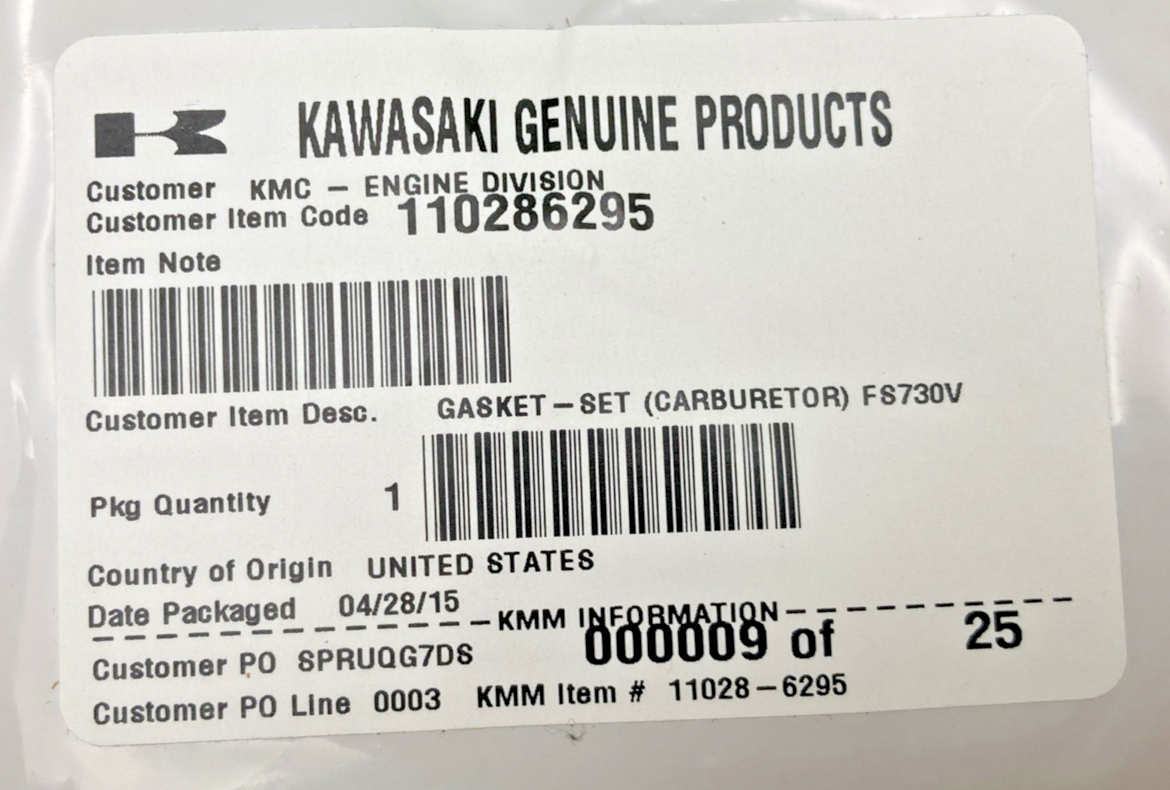 KAWASAKI GENUINE PRODUCTS
Customer KMC - ENGINE DIVISION
Customer Item Code 110286295
Item Note
Customer Item Desc. GASKET-SET (CARBURETOR) FS730V
Pkg Quantity 1
Country of Origin UNITED STATES
Date Packaged 04/28/15
KMM INFORMATION
000009 of 25
Customer PO SPRUQG7DS
Customer PO Line 0003 KMM Item # 11028-6295